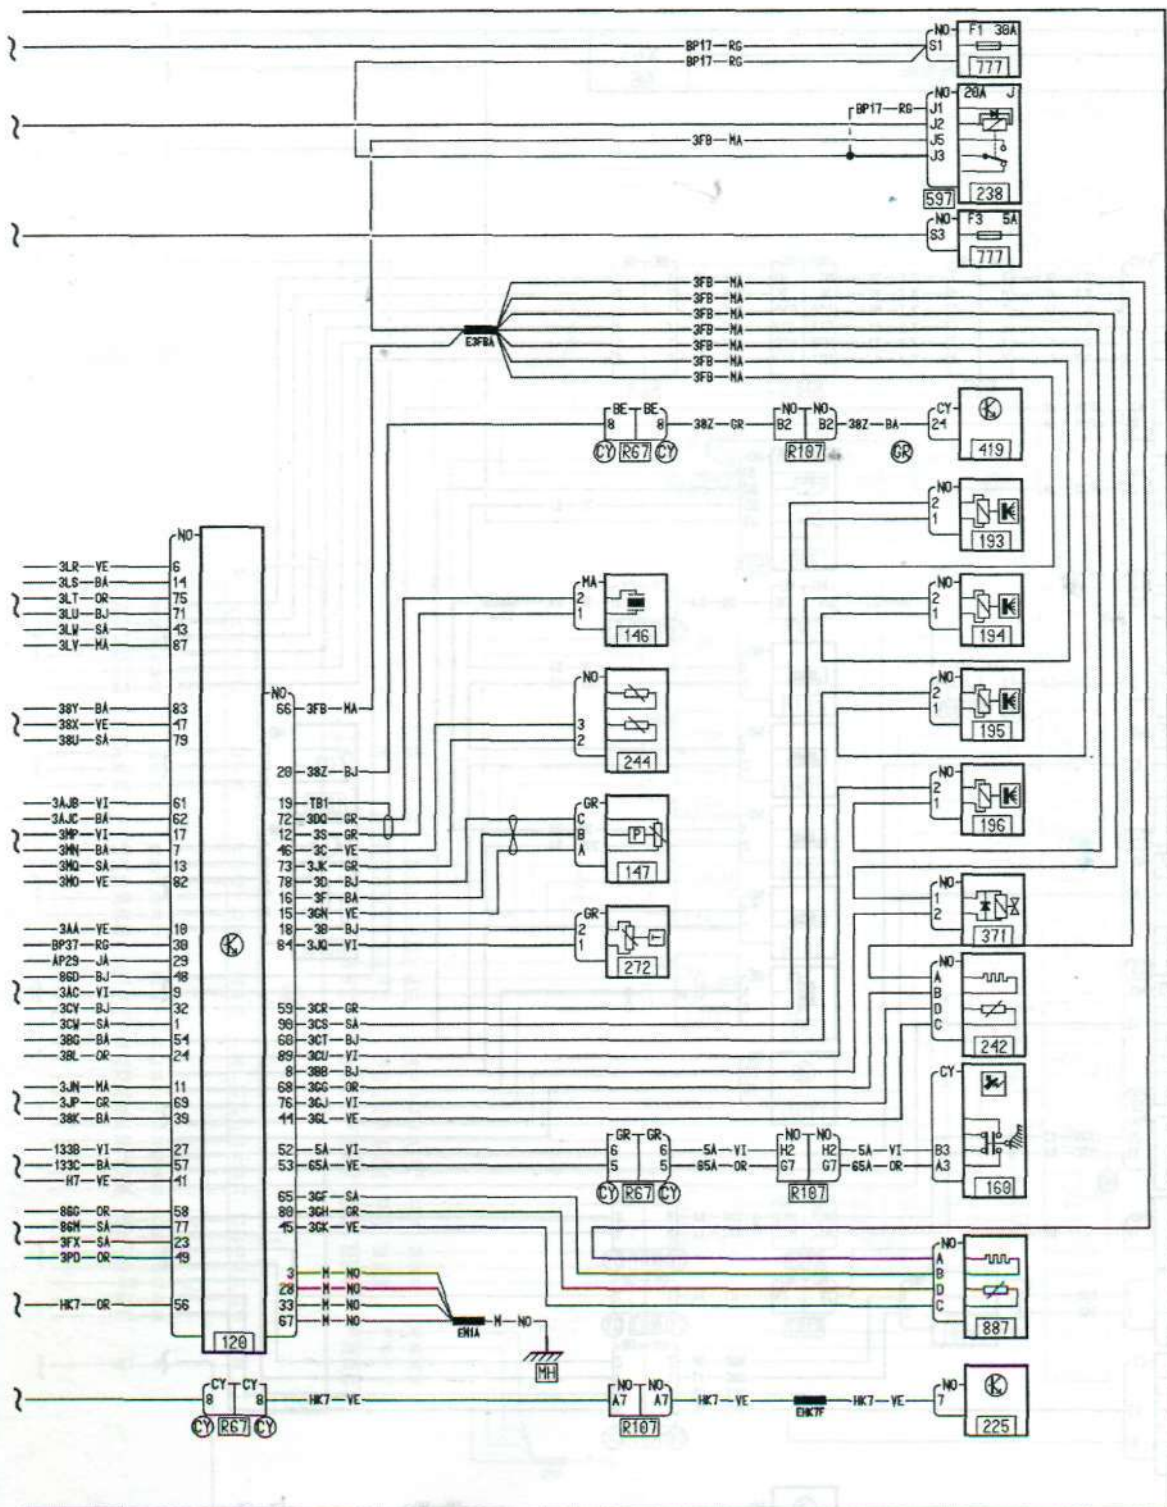 BP17 RG
BP17 RG
NO F1 30A
S1
777
NO 20A J
BP17 RG J1
J2
3FB MA J5
J3
597 238
NO F3 5A
S3
777
3FB MA
3FB MA
3FB MA
3FB MA
3FB MA
3FB MA
3FB MA
E3FBA
BE BE
8 8 38Z GR
CY R67 CY
NO NO
B2 B2 38Z BA
R107 GR
CY
24
419
NO
2
1
193
NO
2
1
194
NO
2
1
195
NO
2
1
196
NO
1
2
371
NO
A
B
D
C
242
MA
2
1
146
NO
3
2
244
GR
C
B
P
A
147
GR
2
1
272
NO
3LR VE 6
3LS BA 14
3LT OR 75
3LU BJ 71
3LW SA 43
3LV MA 87
38Y BA 83
38X VE 47
38U SA 79
3AJB VI 61
3AJC BA 62
3MP VI 17
3MN BA 7
3MQ SA 13
3MO VE 82
3AA VE 10
BP37 RG 30
AP29 JA 29
86D BJ 48
3AC VI 9
3CY BJ 32
3CW SA 1
3BG BA 54
3BL OR 24
3JN MA 11
3JP GR 69
38K BA 39
133B VI 27
133C BA 57
H7 VE 41
86G OR 58
86M SA 77
3FX SA 23
3PD OR 49
HK7 OR 56
120
NO
66 3FB MA
20 38Z BJ
19 TB1
72 3DQ GR
12 3S GR
46 3C VE
73 3JK GR
78 3D BJ
16 3F BA
15 3GN VE
18 3B BJ
84 3JQ VI
59 3CR GR
90 3CS SA
60 3CT BJ
89 3CU VI
8 3BB BJ
68 3GG OR
76 3GJ VI
44 3GL VE
52 5A VI
53 65A VE
65 3GF SA
80 3GH GR
45 3GK VE
3 M NO
28 M NO
33 M NO
67 M NO
EM1A
M NO
MH
GR GR
6 6 5A VI
5 5 65A OR
CY R67 CY
NO NO
H2 H2 5A VI
G7 G7 65A OR
R107
CY
B3
A3
160
NO
A
B
D
C
887
CY CY
8 8 HK7 VE
CY R67 CY
NO NO
A7 A7 HK7 VE
R107
EHK7F
HK7 VE
NO
7
225